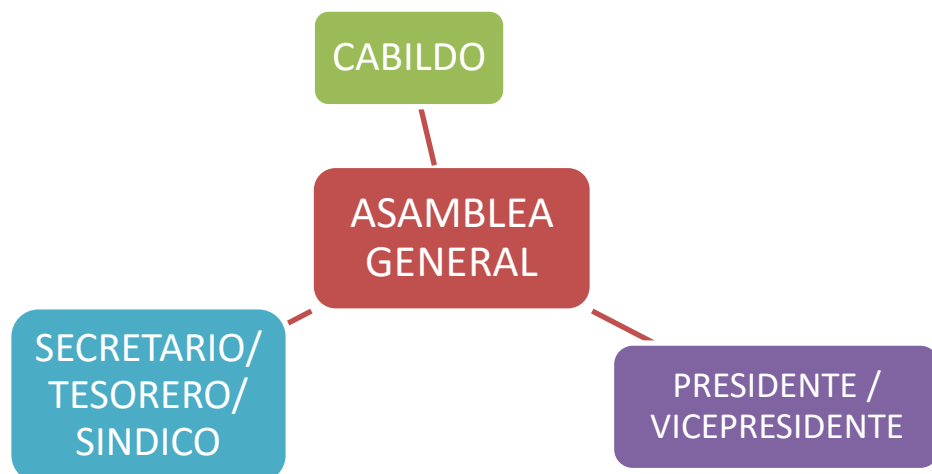 CABILDO
ASAMBLEA
GENERAL
SECRETARIO/
TESORERO/
SINDICO
PRESIDENTE /
VICEPRESIDENTE